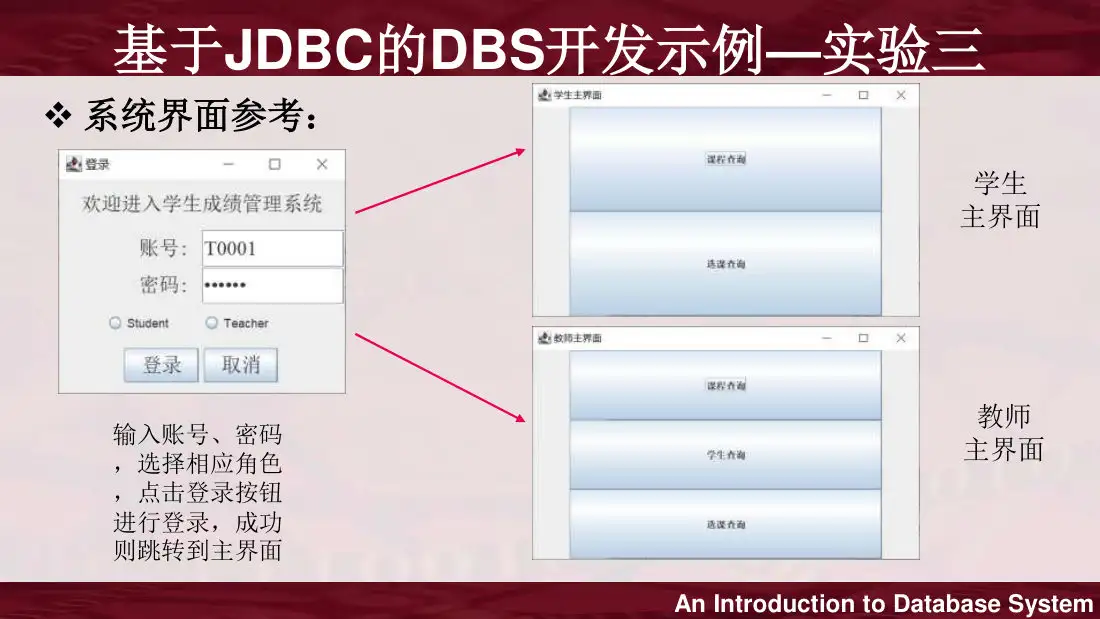 基于JDBC的DBS开发示例—实验三
❖ 系统界面参考：
登录
欢迎进入学生成绩管理系统
账号: T0001
密码: ••••••
Student Teacher
登录 取消
输入账号、密码
，选择相应角色
，点击登录按钮
进行登录，成功
则跳转到主界面
学生主界面
课程查询
选课查询
学生
主界面
教师主界面
课程查询
学生查询
选课查询
教师
主界面
An Introduction to Database System